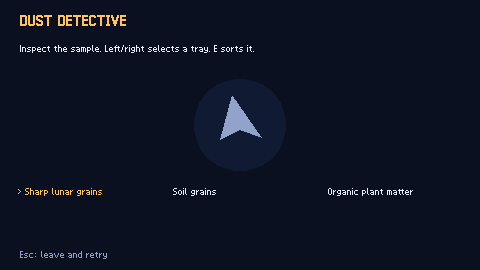 DUST DETECTIVE
Inspect the sample. Left/right selects a tray. E sorts it.
> Sharp lunar grains
Soil grains
Organic plant matter
Esc: leave and retry